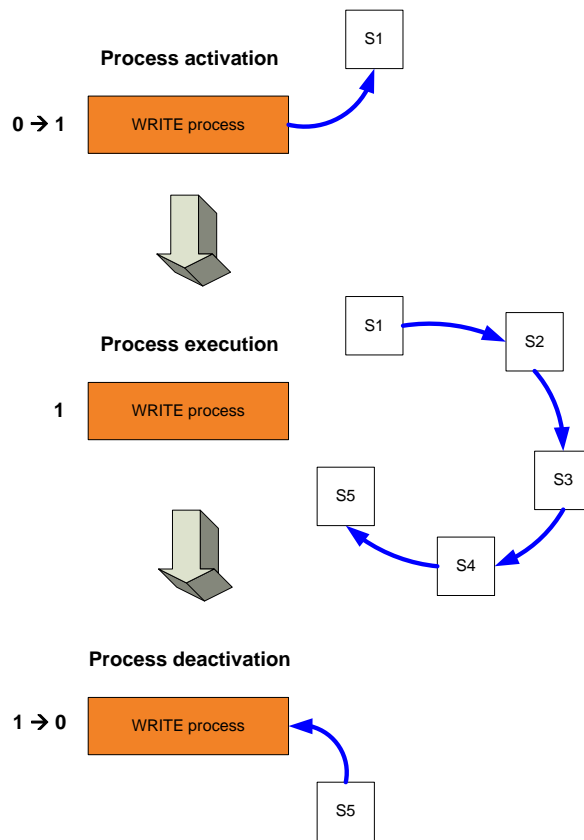 S1
Process activation
0 → 1
WRITE process
S1
S2
Process execution
1
WRITE process
S3
S5
S4
Process deactivation
1 → 0
WRITE process
S5